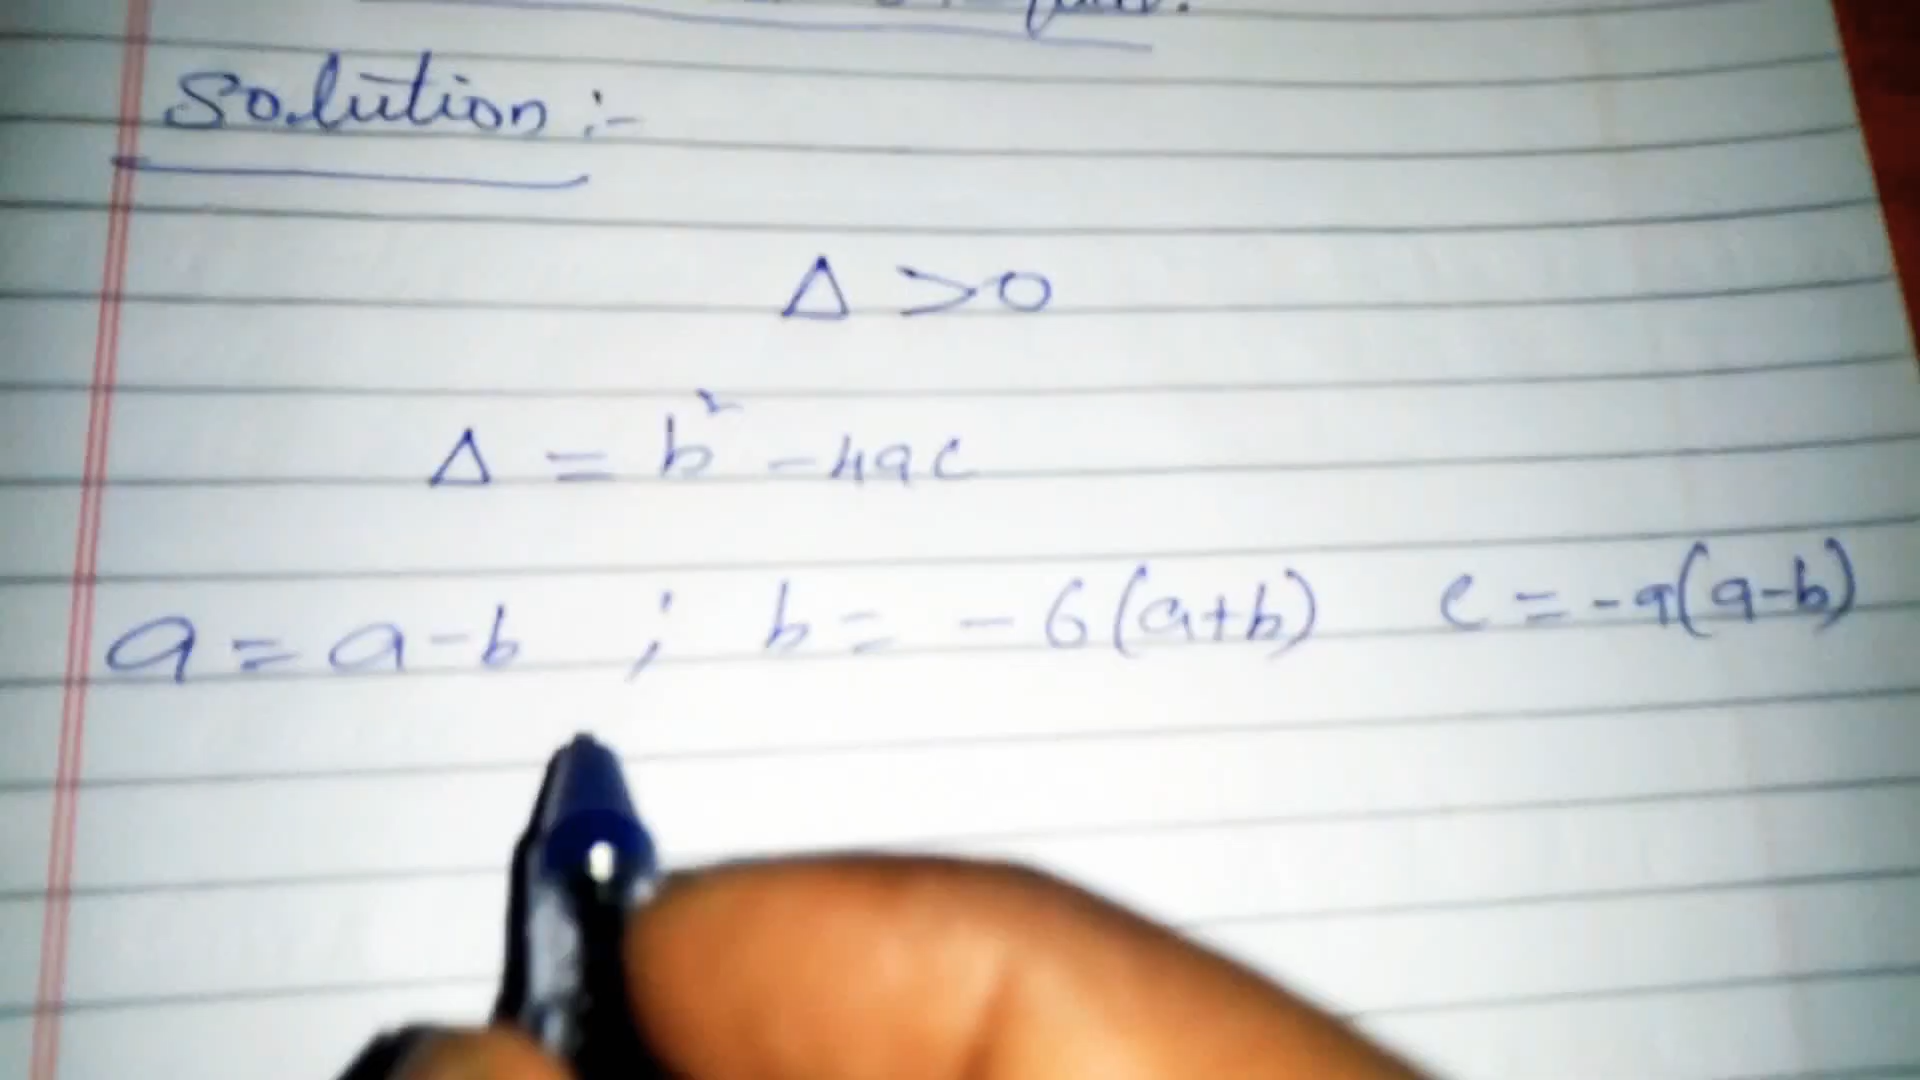 Solution :-
Δ > 0
Δ = b² - 4ac
a = a - b ; b = - 6 (a+b) c = - 9(a-b)